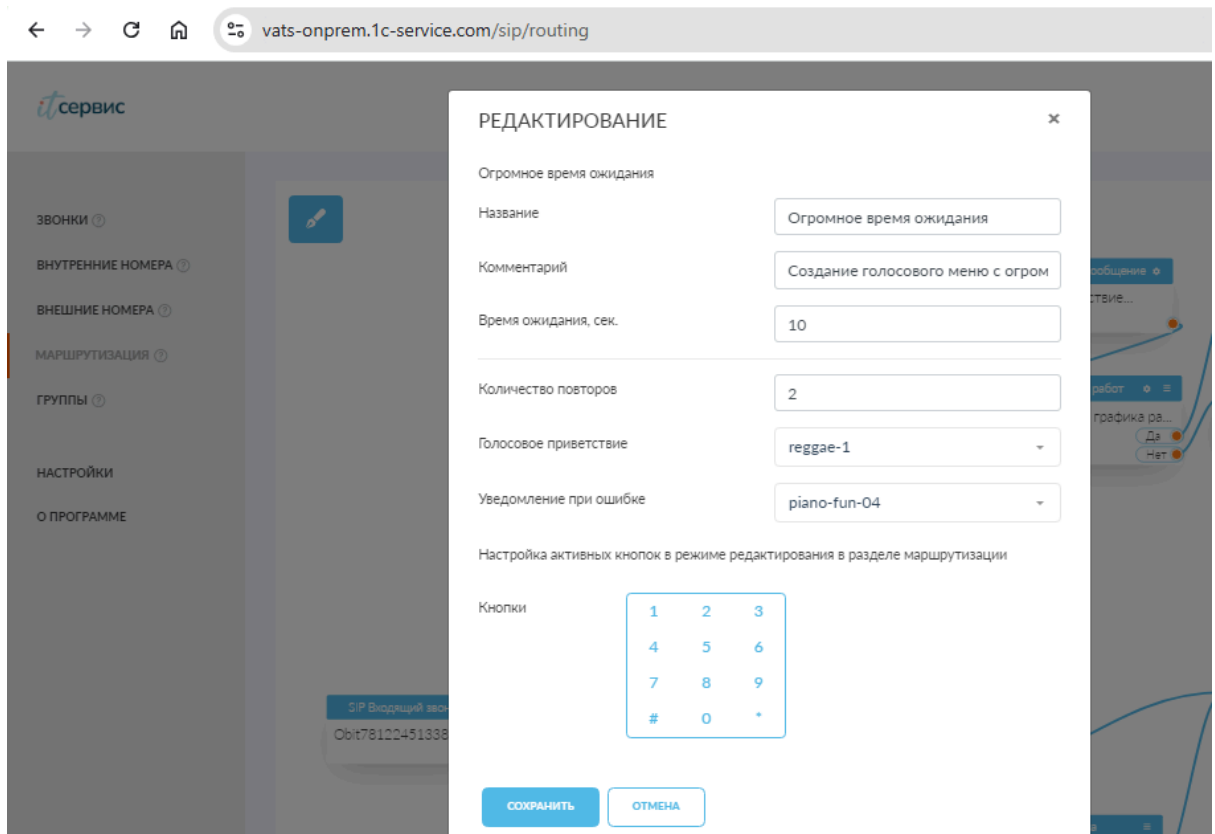 vats-onprem.1c-service.com/sip/routing
itсервис
РЕДАКТИРОВАНИЕ
×
Огромное время ожидания
Название
Огромное время ожидания
Комментарий
Создание голосового меню с огром
Время ожидания, сек.
10
Количество повторов
2
Голосовое приветствие
reggae-1
Уведомление при ошибке
piano-fun-04
Настройка активных кнопок в режиме редактирования в разделе маршрутизации
Кнопки
1 2 3
4 5 6
7 8 9
# 0 *
СОХРАНИТЬ
ОТМЕНА
ЗВОНКИ ?
ВНУТРЕННИЕ НОМЕРА ?
ВНЕШНИЕ НОМЕРА ?
МАРШРУТИЗАЦИЯ ?
ГРУППЫ ?
НАСТРОЙКИ
О ПРОГРАММЕ
SIP Входящий звон
Obit78122451338
ообщение
ствие...
работ
графика ра...
Да
Нет